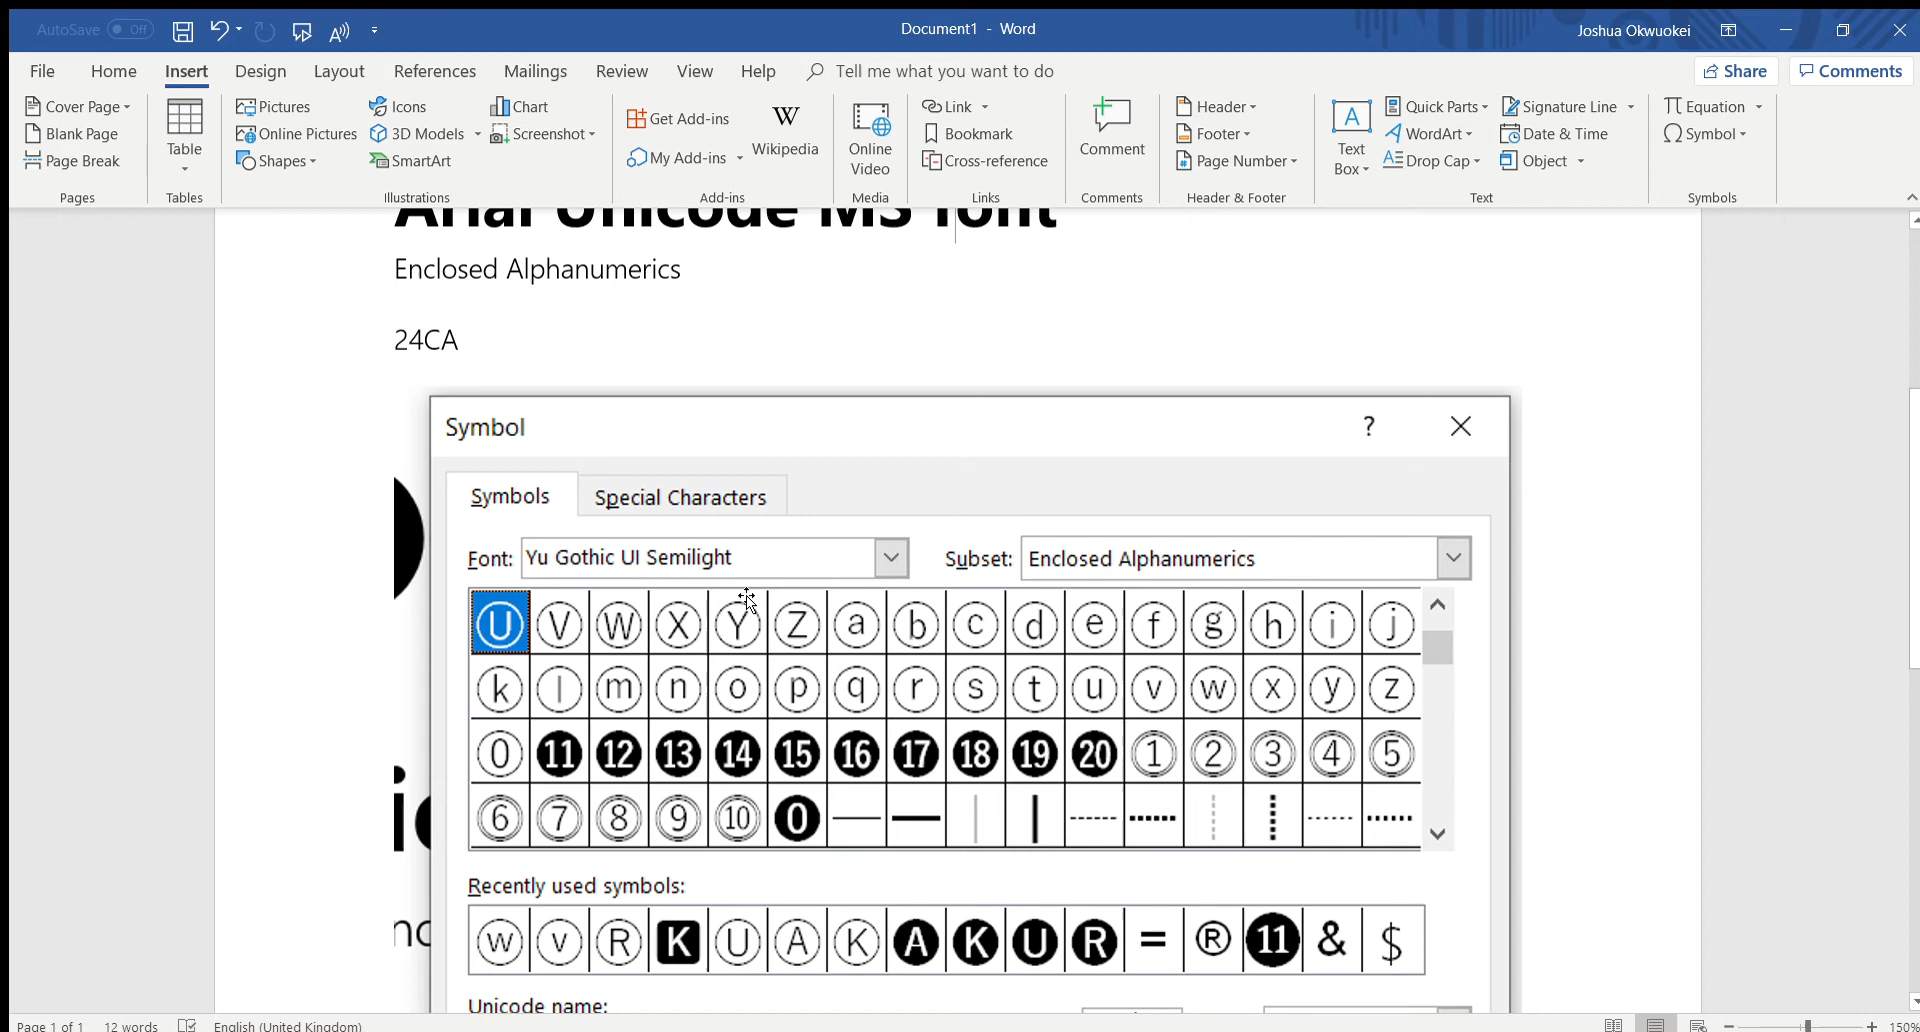 AutoSave Off Document1 - Word Joshua Okwuokei
File Home Insert Design Layout References Mailings Review View Help Tell me what you want to do Share Comments
Cover Page
Blank Page
Page Break
Pages
Table
Tables
Pictures
Online Pictures
Shapes
Icons
3D Models
SmartArt
Chart
Screenshot
Illustrations
Get Add-ins
My Add-ins
W
Wikipedia
Add-ins
Online
Video
Media
Link
Bookmark
Cross-reference
Links
Comment
Comments
Header
Footer
Page Number
Header & Footer
A
Text
Box
Quick Parts
WordArt
Drop Cap
Signature Line
Date & Time
Object
Text
π Equation
Ω Symbol
Symbols
Arial Unicode MS font
Enclosed Alphanumerics
24CA
Symbol ?
Symbols Special Characters
Font: Yu Gothic UI Semilight Subset: Enclosed Alphanumerics
Ⓤ Ⓥ Ⓦ Ⓧ Ⓨ Ⓩ ⓐ ⓑ ⓒ ⓓ ⓔ ⓕ ⓖ ⓗ ⓘ ⓙ
ⓚ ⓛ ⓜ ⓝ ⓞ ⓟ ⓠ ⓡ ⓢ ⓣ ⓤ ⓥ ⓦ ⓧ ⓨ ⓩ
⓪ ⓫ ⓬ ⓭ ⓮ ⓯ ⓰ ⓱ ⓲ ⓳ ⓴ ⓵ ⓶ ⓷ ⓸ ⓹
⓺ ⓻ ⓼ ⓽ ⓾ ⓿ ─ ━ │ ┃ ┄ ┅ ┆ ┇ ┈ ┉
Recently used symbols:
ⓦ ⓥ Ⓡ 🅺 Ⓤ Ⓐ Ⓚ 🅐 🅚 🅤 🅡 = ® ⓫ & $
Unicode name:
Page 1 of 1 12 words English (United Kingdom) 150%